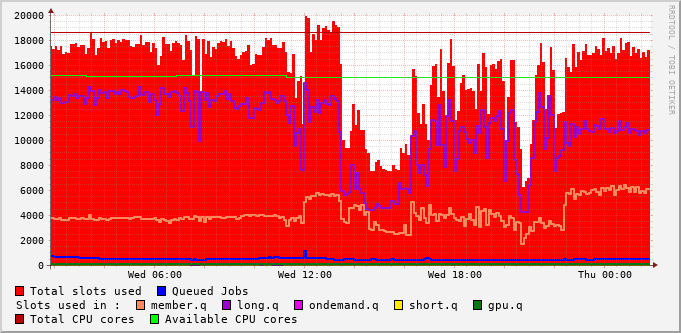 20000
18000
16000
14000
12000
10000
8000
6000
4000
2000
0
Wed 06:00 Wed 12:00 Wed 18:00 Thu 00:00
RRDTOOL / TOBI OETIKER
Total slots used Queued Jobs
Slots used in : member.q long.q ondemand.q short.q gpu.q
Total CPU cores Available CPU cores